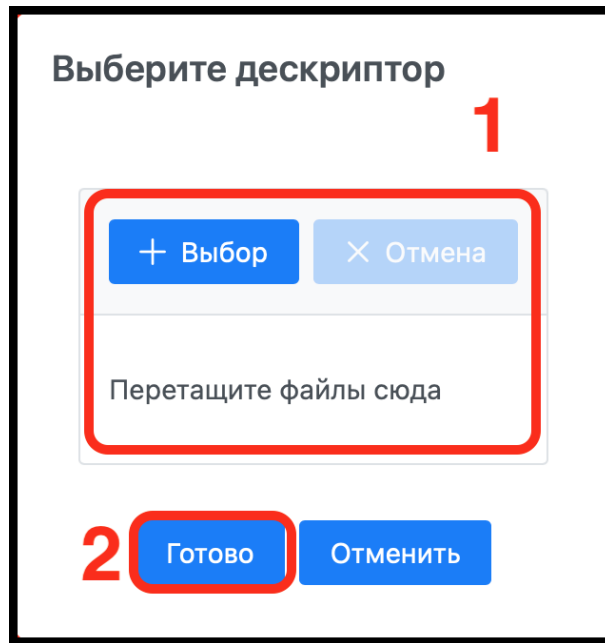 Выберите дескриптор
1
Выбор
Отмена
Перетащите файлы сюда
2
Готово
Отменить